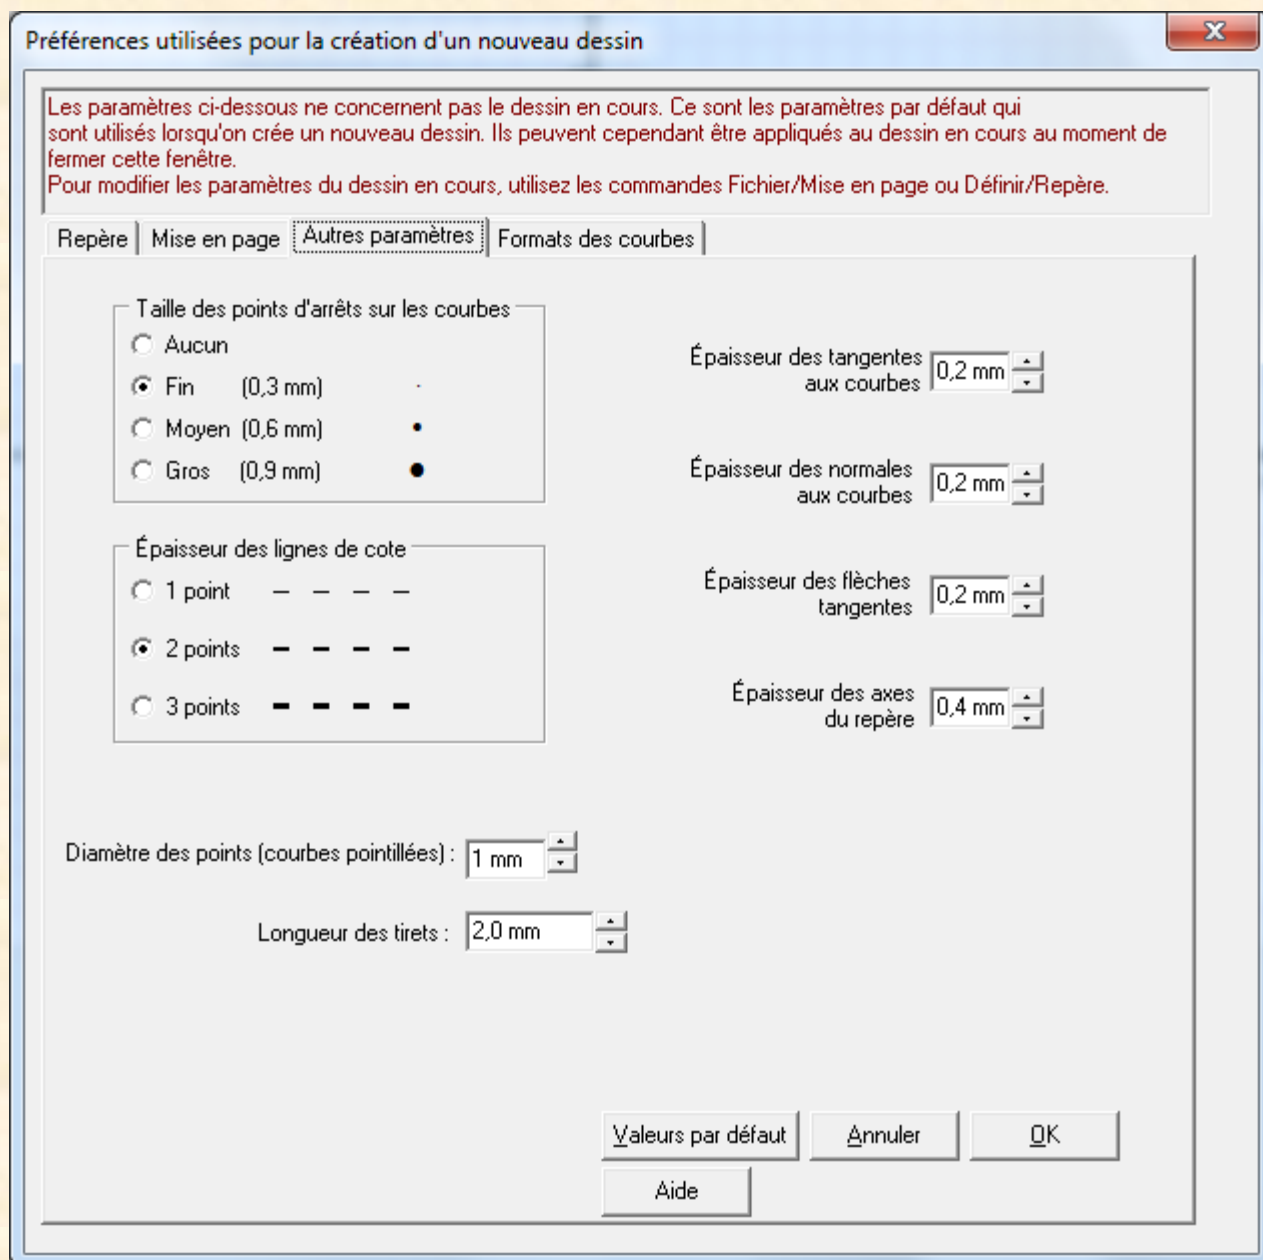 Préférences utilisées pour la création d'un nouveau dessin
X
Les paramètres ci-dessous ne concernent pas le dessin en cours. Ce sont les paramètres par défaut qui
sont utilisés lorsqu'on crée un nouveau dessin. Ils peuvent cependant être appliqués au dessin en cours au moment de
fermer cette fenêtre.
Pour modifier les paramètres du dessin en cours, utilisez les commandes Fichier/Mise en page ou Définir/Repère.
Repère Mise en page Autres paramètres Formats des courbes
Taille des points d'arrêts sur les courbes
Aucun
Fin (0,3 mm)
Moyen (0,6 mm)
Gros (0,9 mm)
Épaisseur des lignes de cote
1 point
2 points
3 points
Épaisseur des tangentes
aux courbes 0,2 mm
Épaisseur des normales
aux courbes 0,2 mm
Épaisseur des flèches
tangentes 0,2 mm
Épaisseur des axes
du repère 0,4 mm
Diamètre des points (courbes pointillées) : 1 mm
Longueur des tirets : 2,0 mm
Valeurs par défaut Annuler OK
Aide